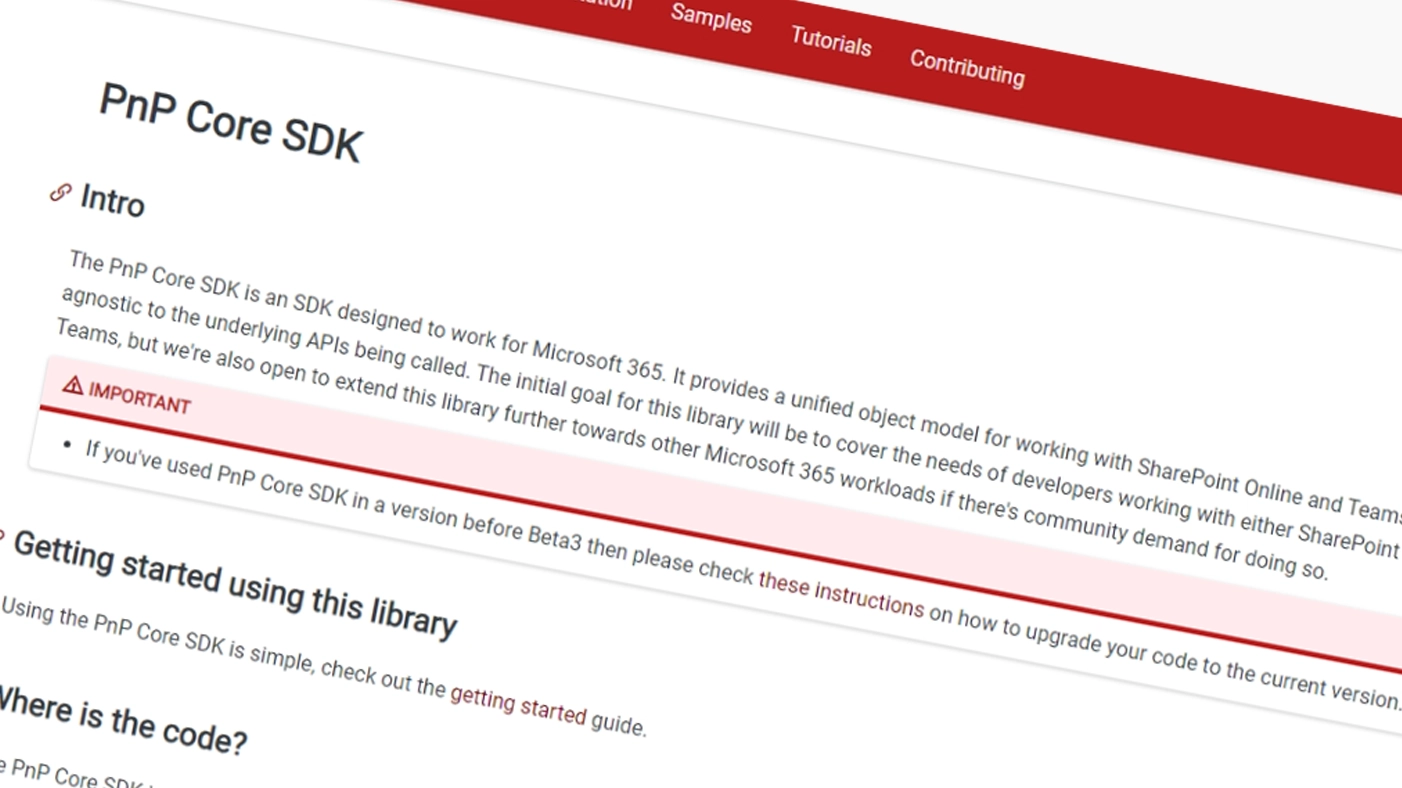 Samples Tutorials Contributing
PnP Core SDK
Intro
The PnP Core SDK is an SDK designed to work for Microsoft 365. It provides a unified object model for working with SharePoint Online and Teams
agnostic to the underlying APIs being called. The initial goal for this library will be to cover the needs of developers working with either SharePoint
Teams, but we're also open to extend this library further towards other Microsoft 365 workloads if there's community demand for doing so.
IMPORTANT
• If you've used PnP Core SDK in a version before Beta3 then please check these instructions on how to upgrade your code to the current version.
Getting started using this library
Using the PnP Core SDK is simple, check out the getting started guide.
Where is the code?
PnP Core SDK